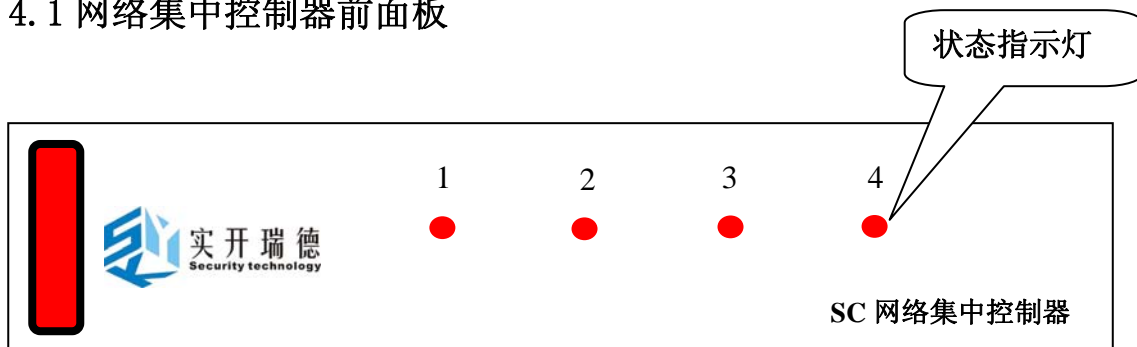 4.1 网络集中控制器前面板
状态指示灯
1 2 3 4
实开瑞德
Security technology
SC 网络集中控制器